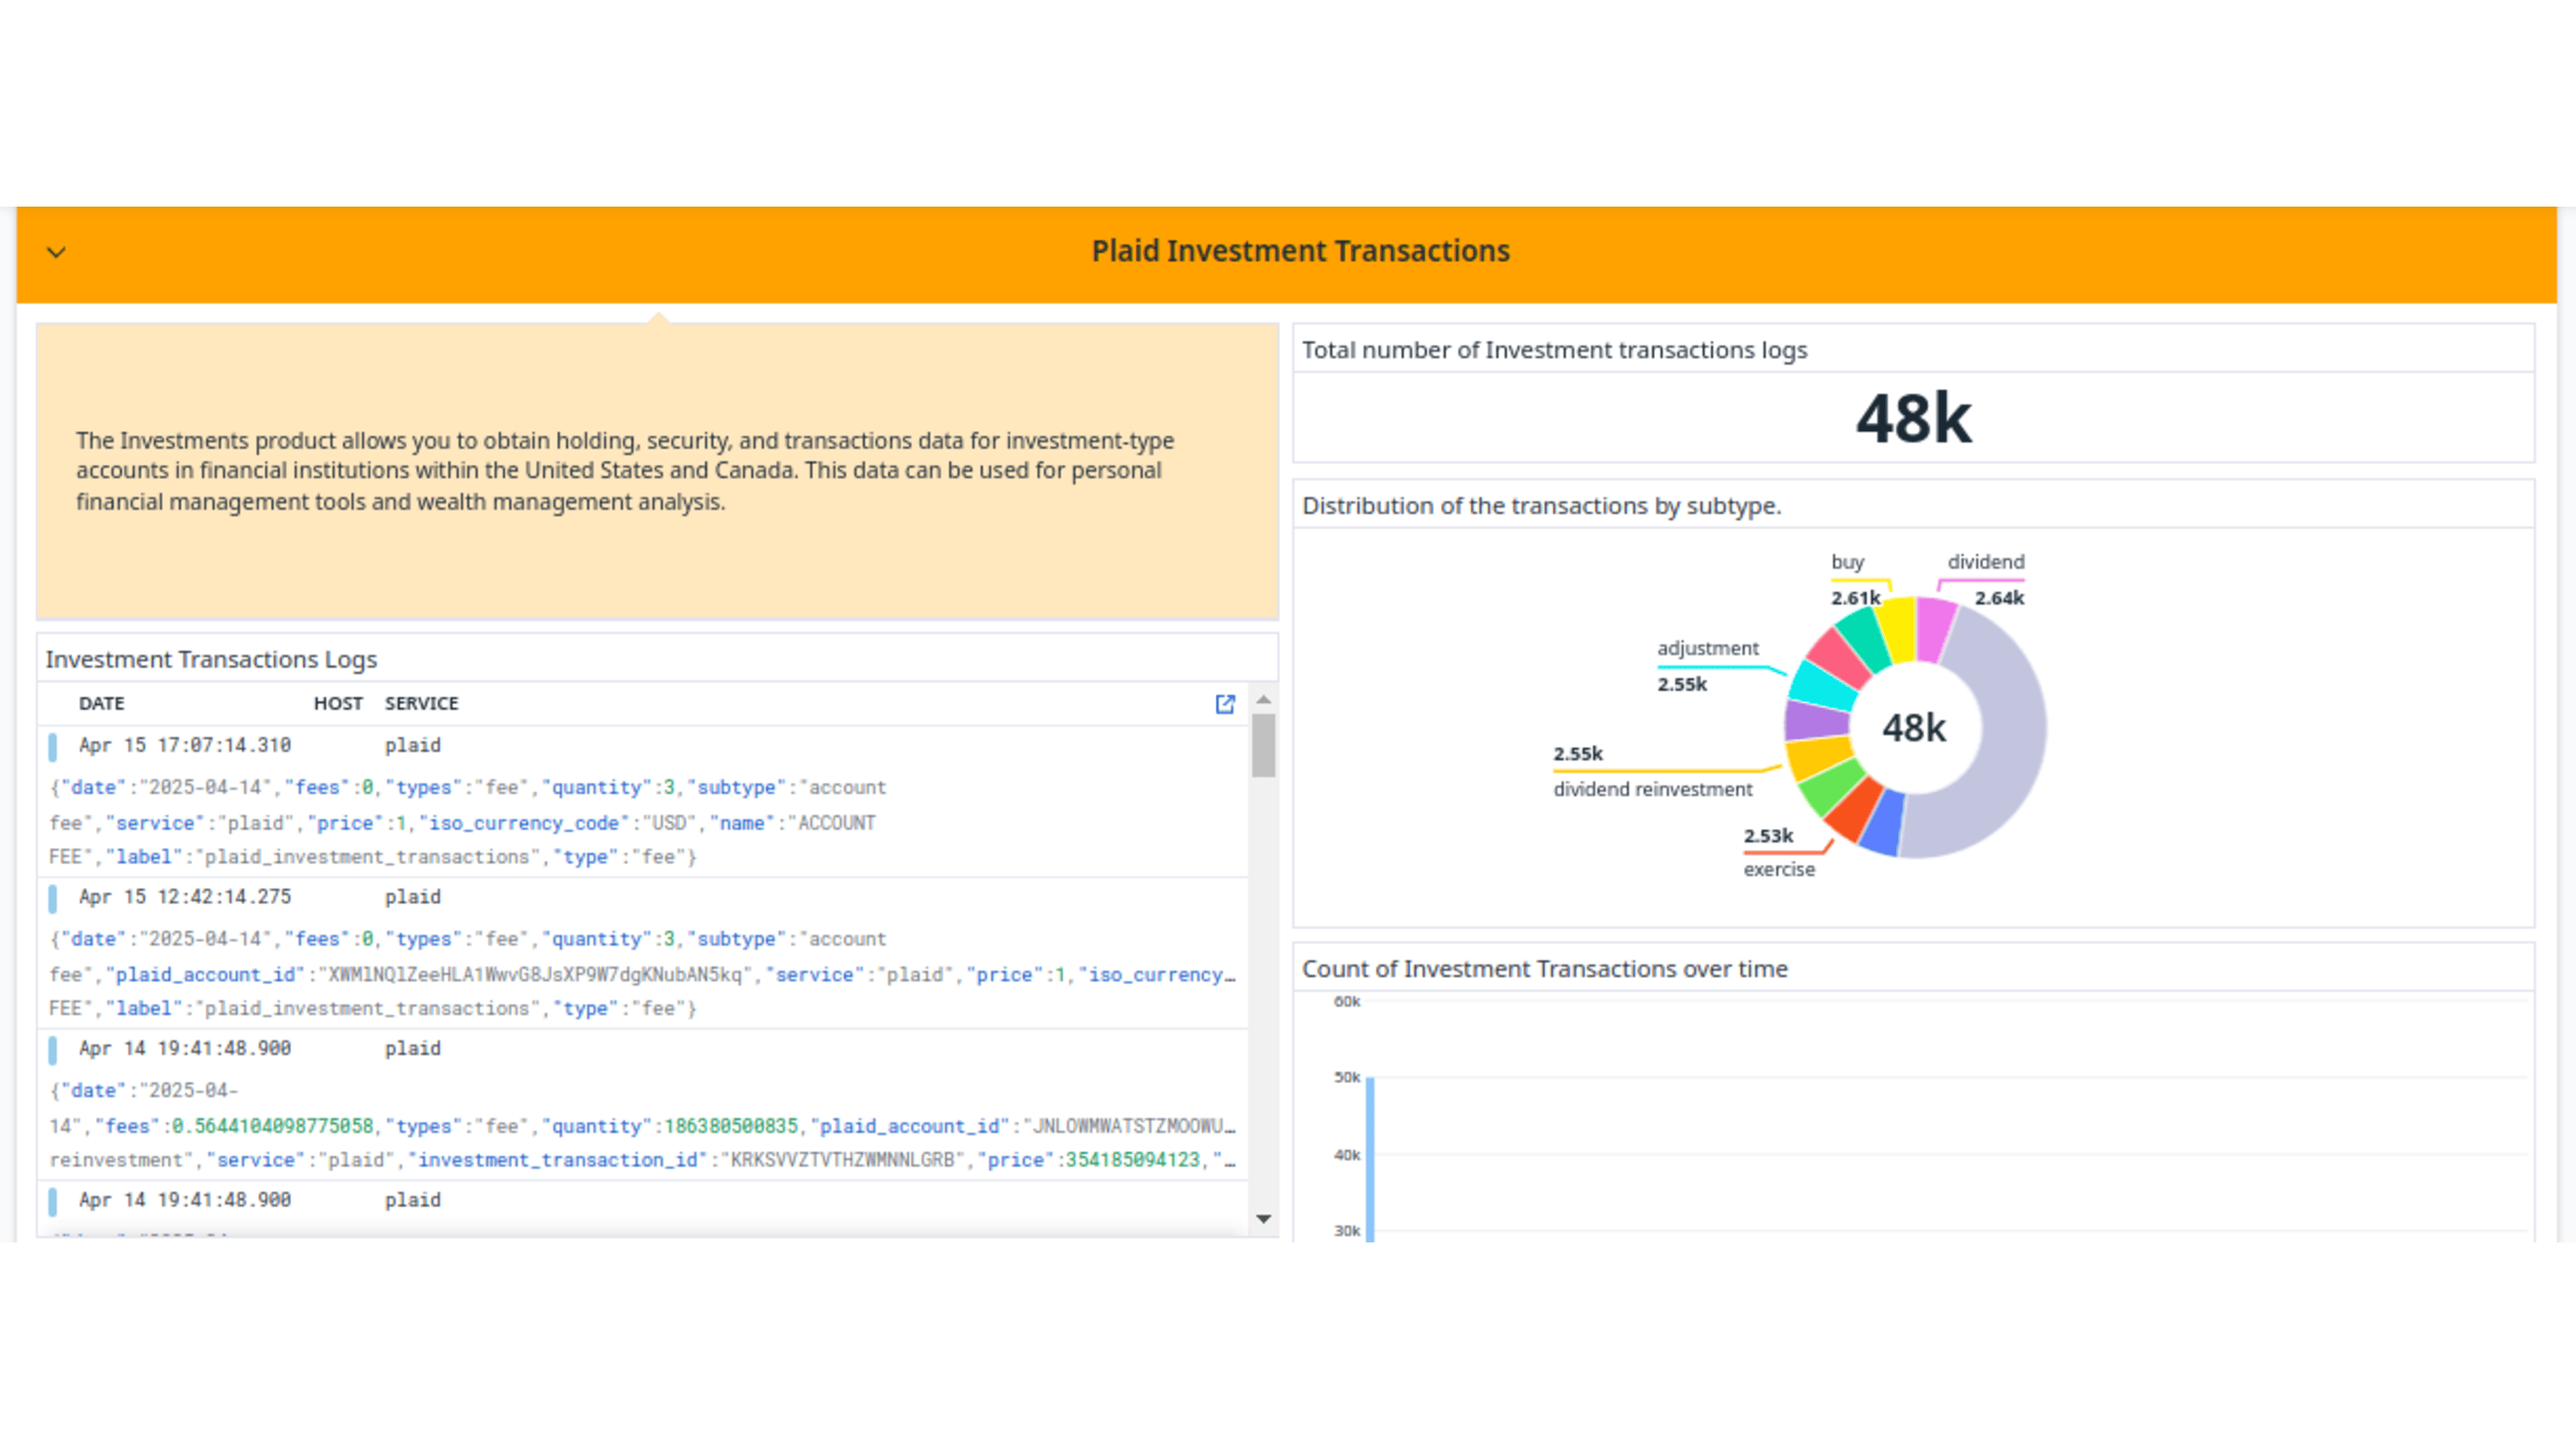 Plaid Investment Transactions
The Investments product allows you to obtain holding, security, and transactions data for investment-type
accounts in financial institutions within the United States and Canada. This data can be used for personal
financial management tools and wealth management analysis.
Investment Transactions Logs
DATE HOST SERVICE
Apr 15 17:07:14.310 plaid
{"date":"2025-04-14","fees":0,"types":"fee","quantity":3,"subtype":"account
fee","service":"plaid","price":1,"iso_currency_code":"USD","name":"ACCOUNT
FEE","label":"plaid_investment_transactions","type":"fee"}
Apr 15 12:42:14.275 plaid
{"date":"2025-04-14","fees":0,"types":"fee","quantity":3,"subtype":"account
fee","plaid_account_id":"XWMlNQlZeeHLA1WwvG8JsXP9W7dgKNubAN5kq","service":"plaid","price":1,"iso_currency…
FEE","label":"plaid_investment_transactions","type":"fee"}
Apr 14 19:41:48.900 plaid
{"date":"2025-04-
14","fees":0.5644104098775058,"types":"fee","quantity":186380500835,"plaid_account_id":"JNLOWMWATSTZMOOWU…
reinvestment","service":"plaid","investment_transaction_id":"KRKSVVZTVTHZWMNNLGRB","price":354185094123,"…
Apr 14 19:41:48.900 plaid
Total number of Investment transactions logs
48k
Distribution of the transactions by subtype.
buy
2.61k
dividend
2.64k
adjustment
2.55k
48k
2.55k
dividend reinvestment
2.53k
exercise
Count of Investment Transactions over time
60k
50k
40k
30k